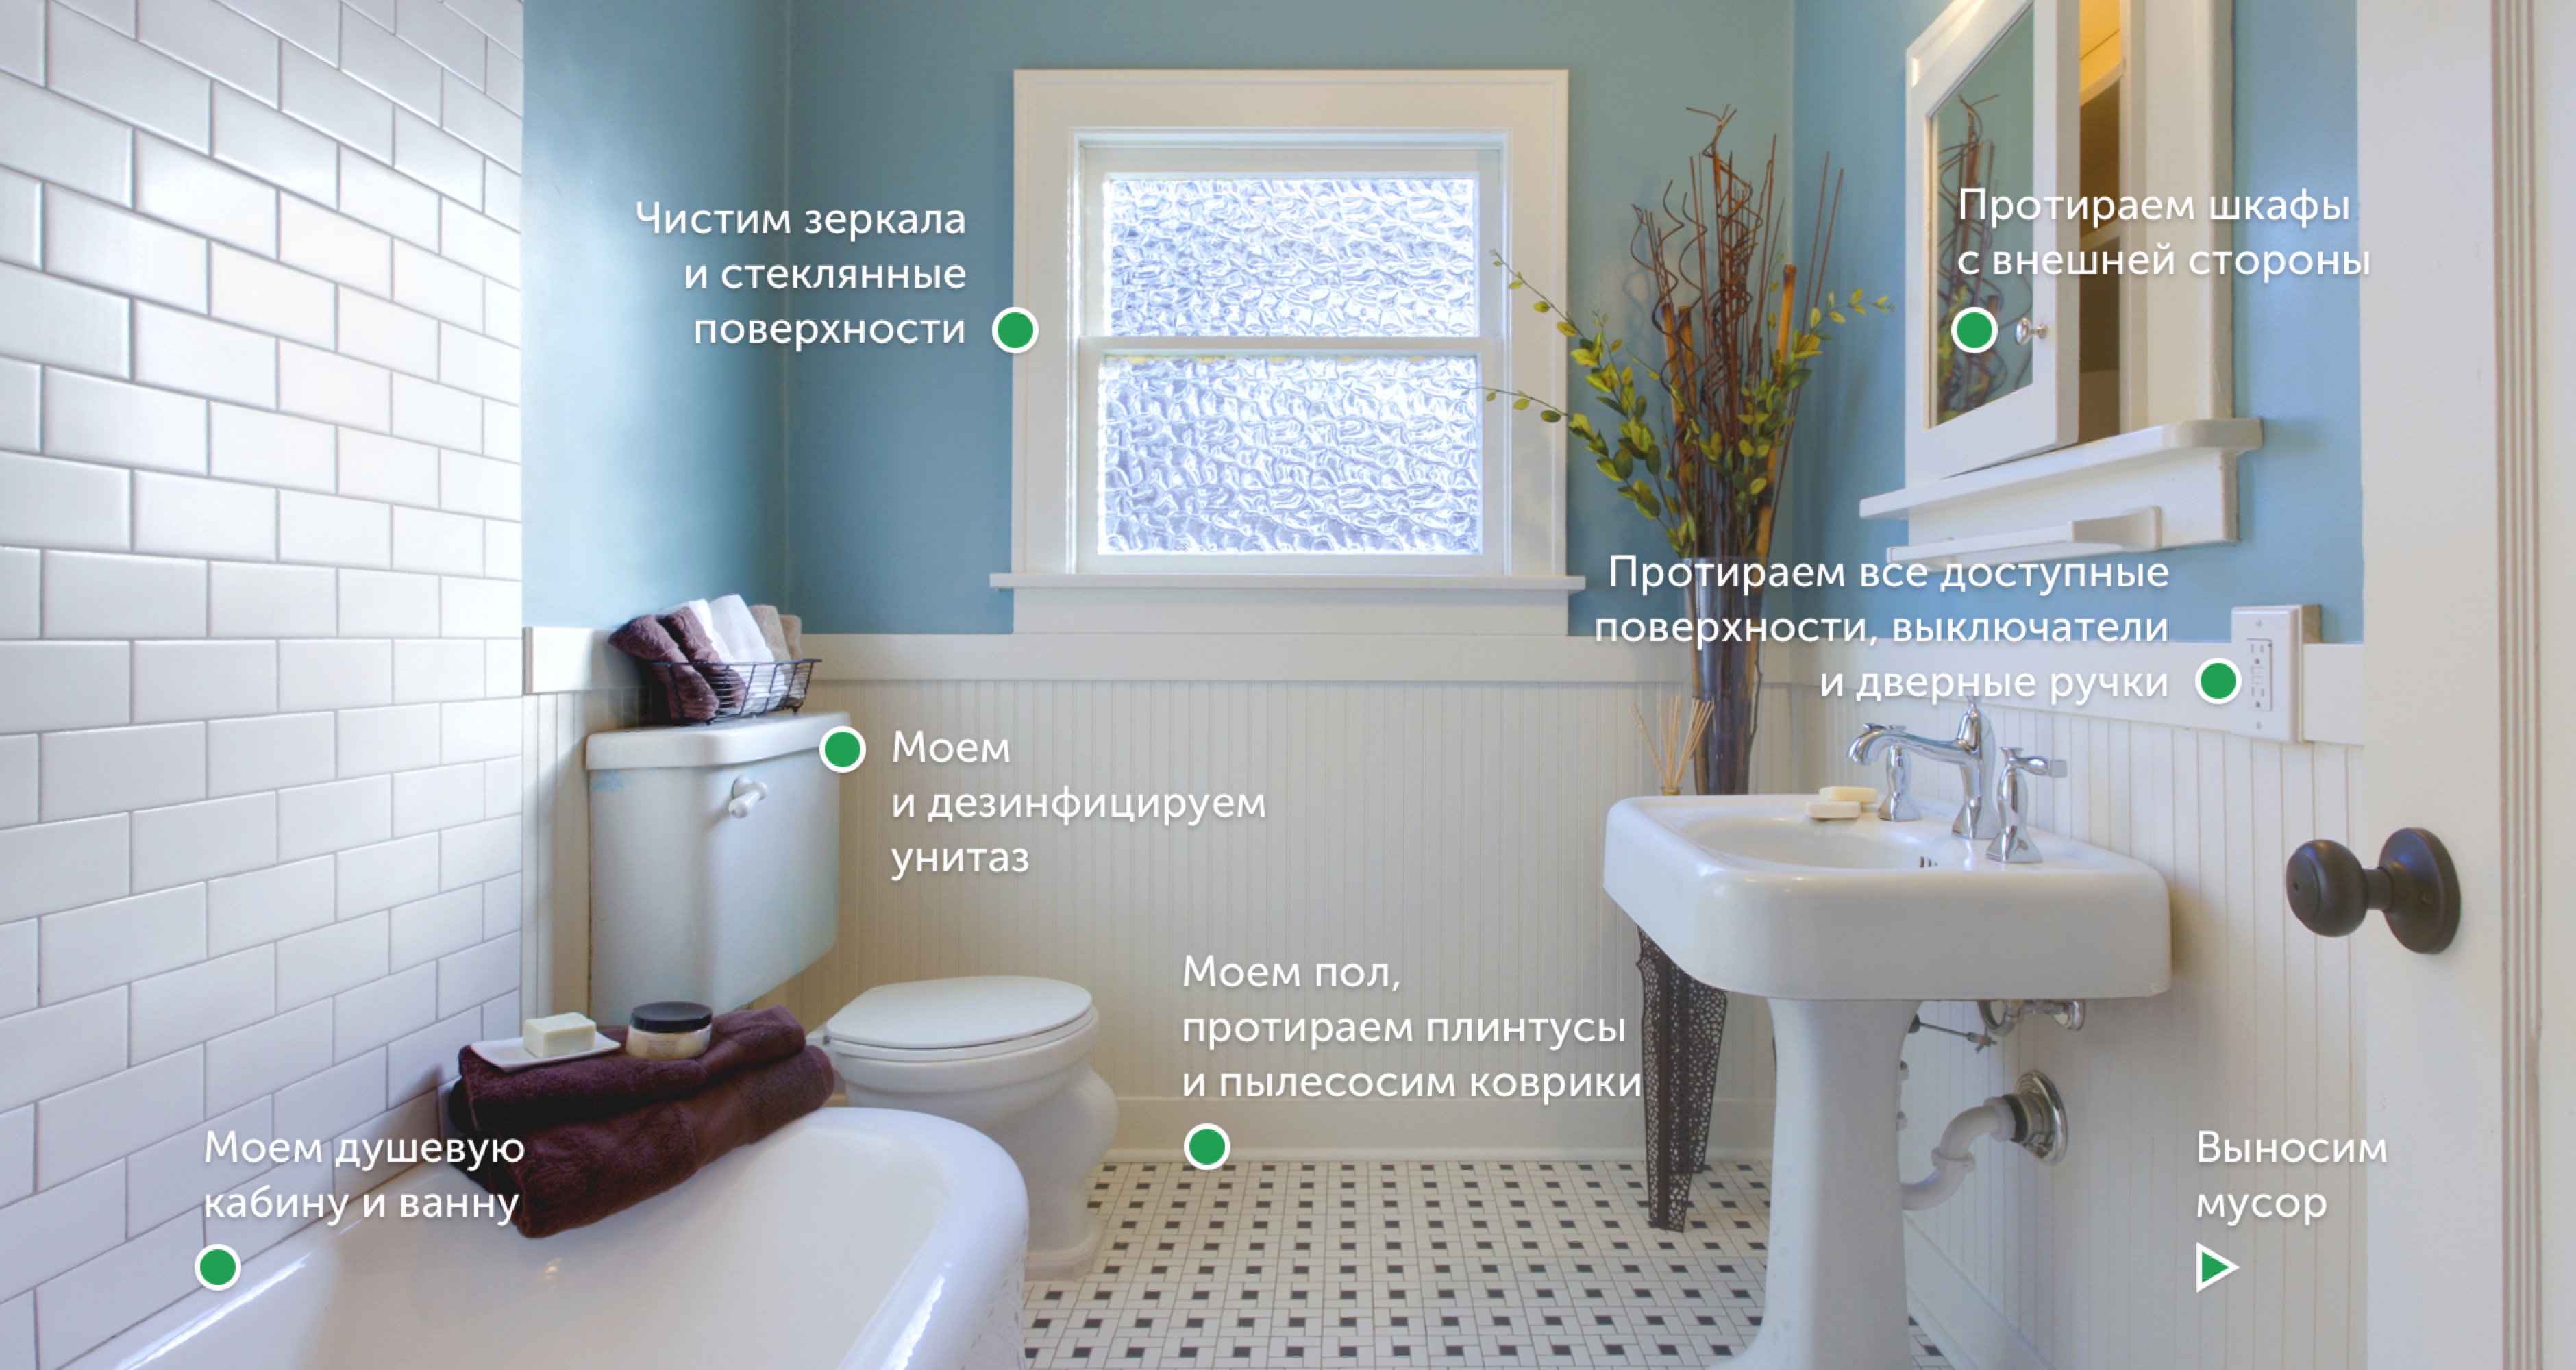 Чистим зеркала
и стеклянные
поверхности
Протираем шкафы
с внешней стороны
Протираем все доступные
поверхности, выключатели
и дверные ручки
Моем
и дезинфицируем
унитаз
Моем пол,
протираем плинтусы
и пылесосим коврики
Моем душевую
кабину и ванну
Выносим
мусор